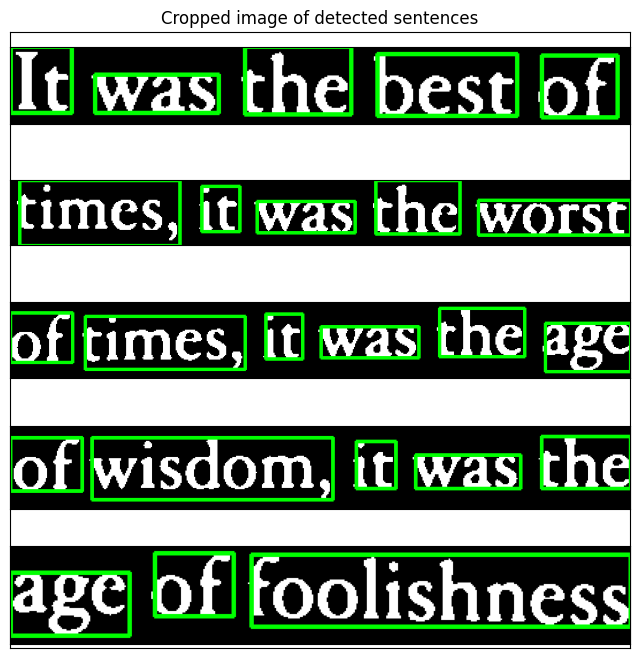 Cropped image of detected sentences
It was the best of
times, it was the worst
of times, it was the age
of wisdom, it was the
age of foolishness